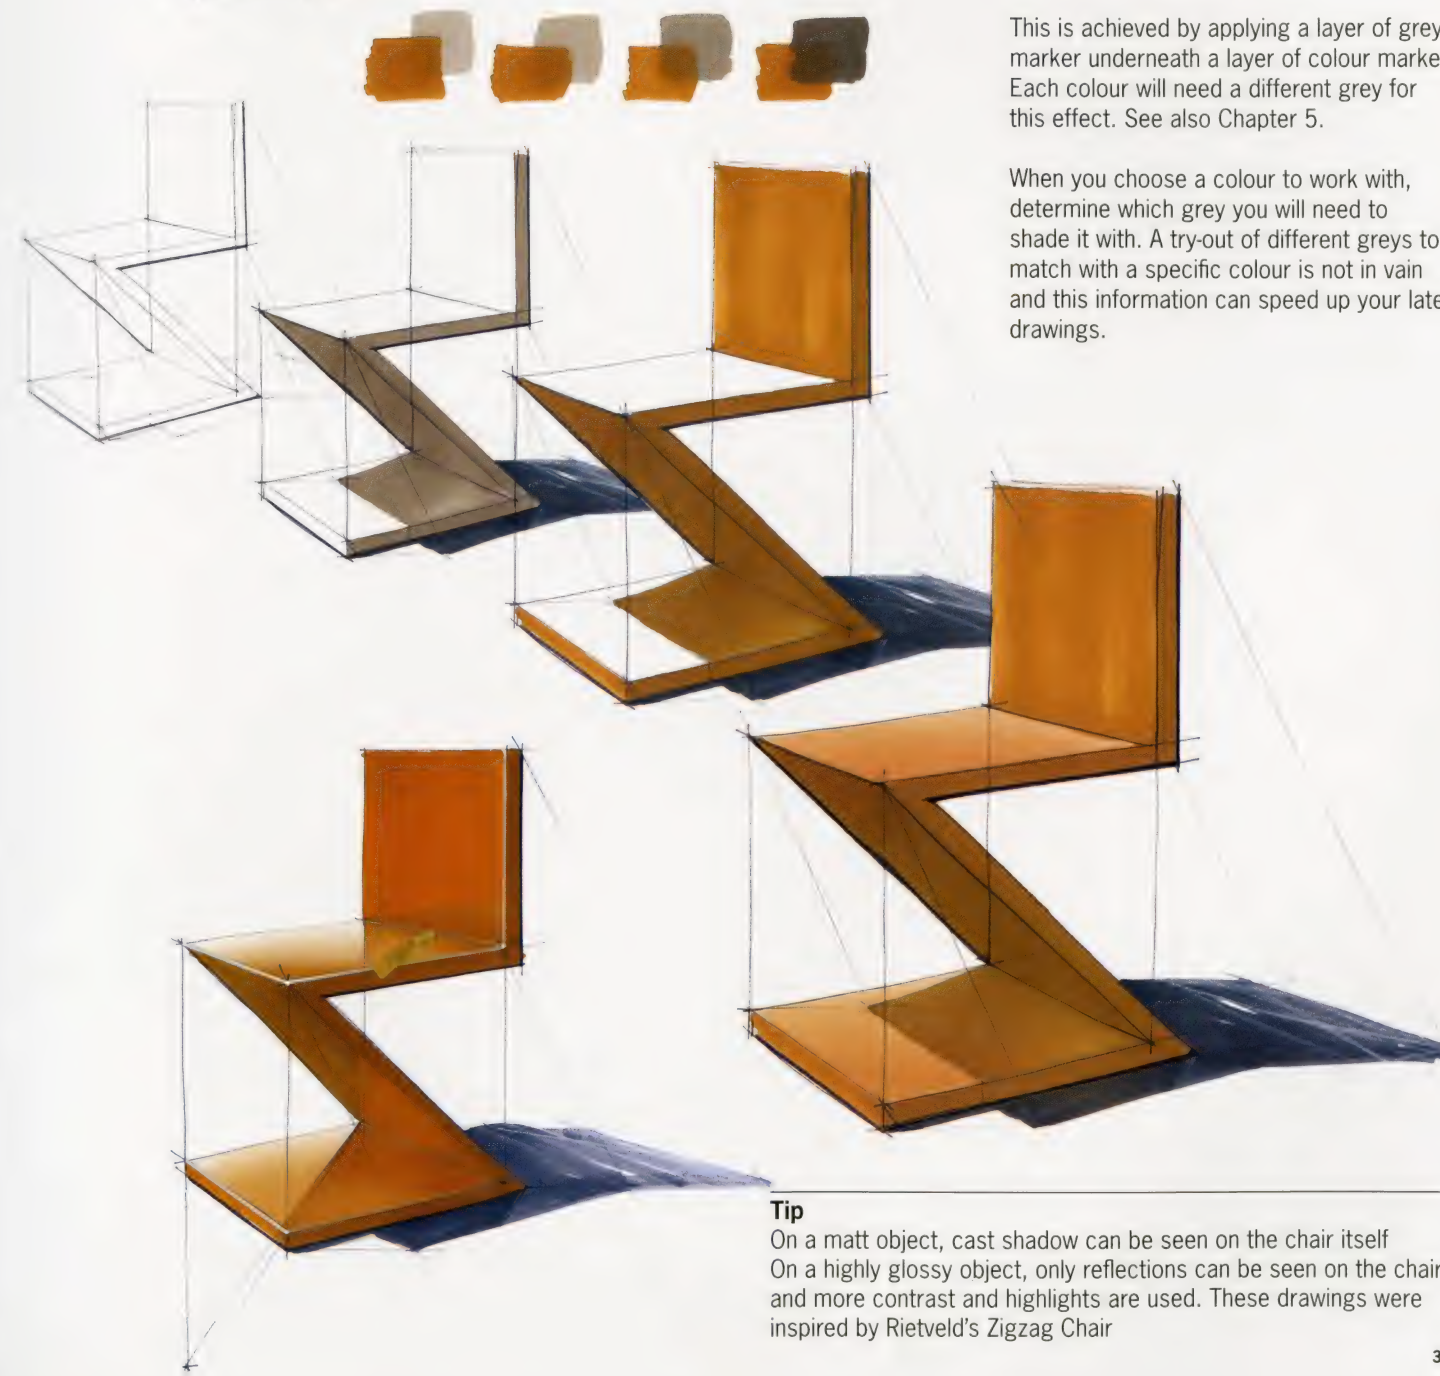 This is achieved by applying a layer of grey
marker underneath a layer of colour marke
Each colour will need a different grey for
this effect. See also Chapter 5.
When you choose a colour to work with,
determine which grey you will need to
shade it with. A try-out of different greys to
match with a specific colour is not in vain
and this information can speed up your late
drawings.
Tip
On a matt object, cast shadow can be seen on the chair itself
On a highly glossy object, only reflections can be seen on the chair
and more contrast and highlights are used. These drawings were
inspired by Rietveld's Zigzag Chair
3